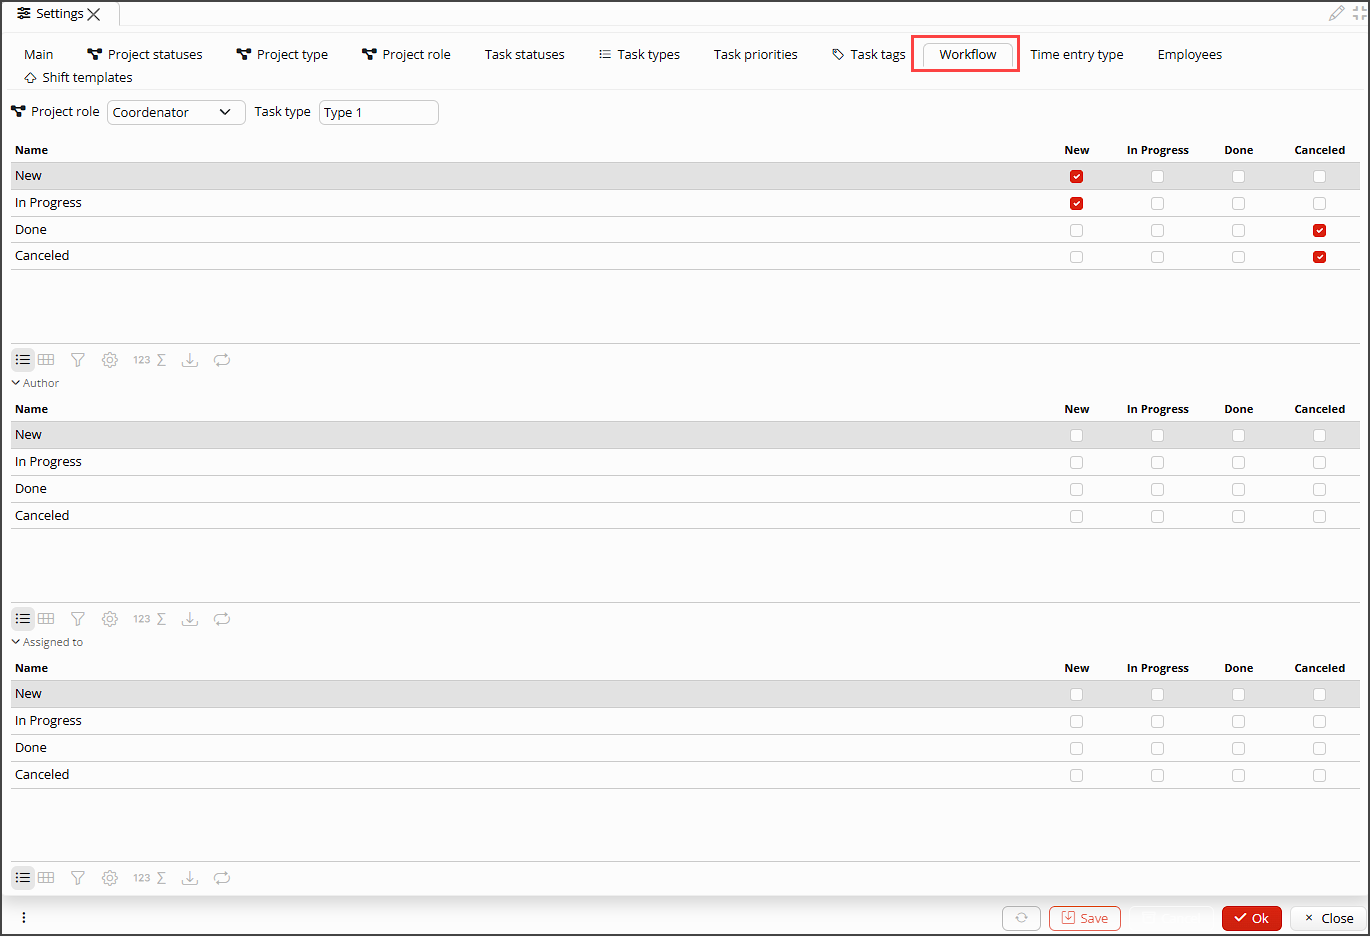 Settings
Main Project statuses Project type Project role Task statuses Task types Task priorities Task tags Workflow Time entry type Employees
Shift templates
Project role Coordenator Task type Type 1
Name New In Progress Done Canceled
New
In Progress
Done
Canceled
123 Σ
Author
Name New In Progress Done Canceled
New
In Progress
Done
Canceled
123 Σ
Assigned to
Name New In Progress Done Canceled
New
In Progress
Done
Canceled
123 Σ
Save Ok Close